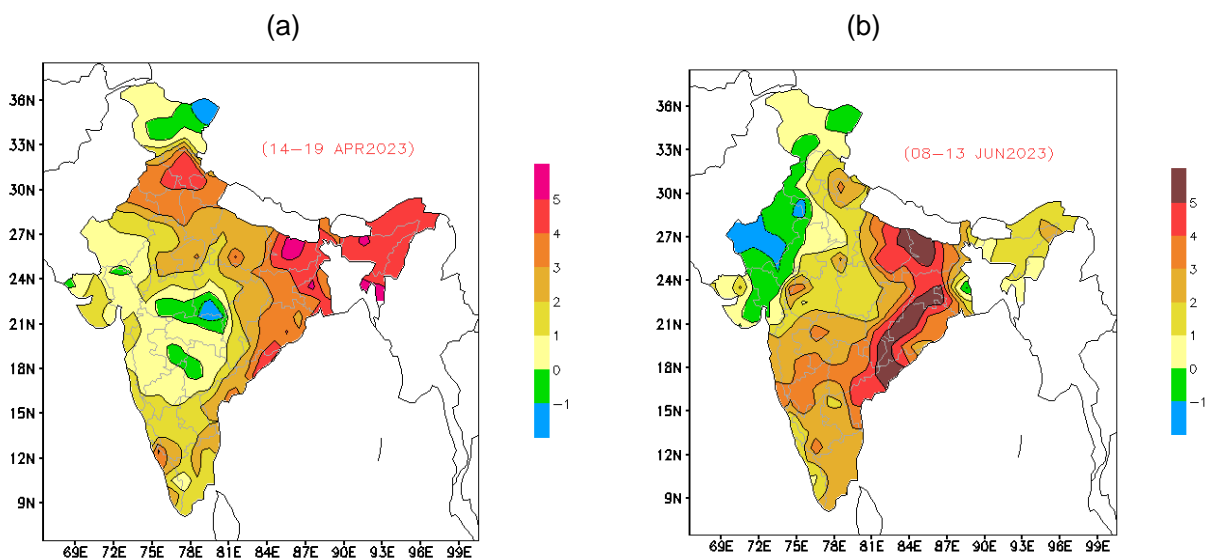 (a)
(b)
36N
33N
30N
27N
24N
21N
18N
15N
12N
9N
69E 72E 75E 78E 81E 84E 87E 90E 93E 96E 99E
(14–19 APR2023)
5
4
3
2
1
0
−1
36N
33N
30N
27N
24N
21N
18N
15N
12N
9N
69E 72E 75E 78E 81E 84E 87E 90E 93E 96E 99E
(08–13 JUN2023)
5
4
3
2
1
0
−1